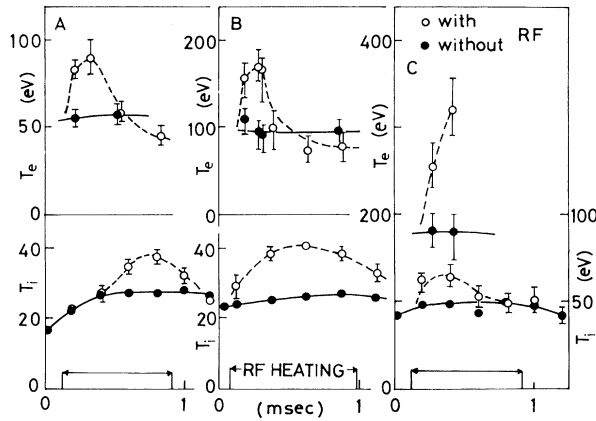 A
B
C
○ with
● without
RF
100
50
0
Te (eV)
200
100
0
Te (eV)
400
200
Te (eV)
40
20
0
Ti
40
20
0
Ti
100
50
0
Ti (eV)
RF HEATING
0 1
0 1
0 1
(msec)